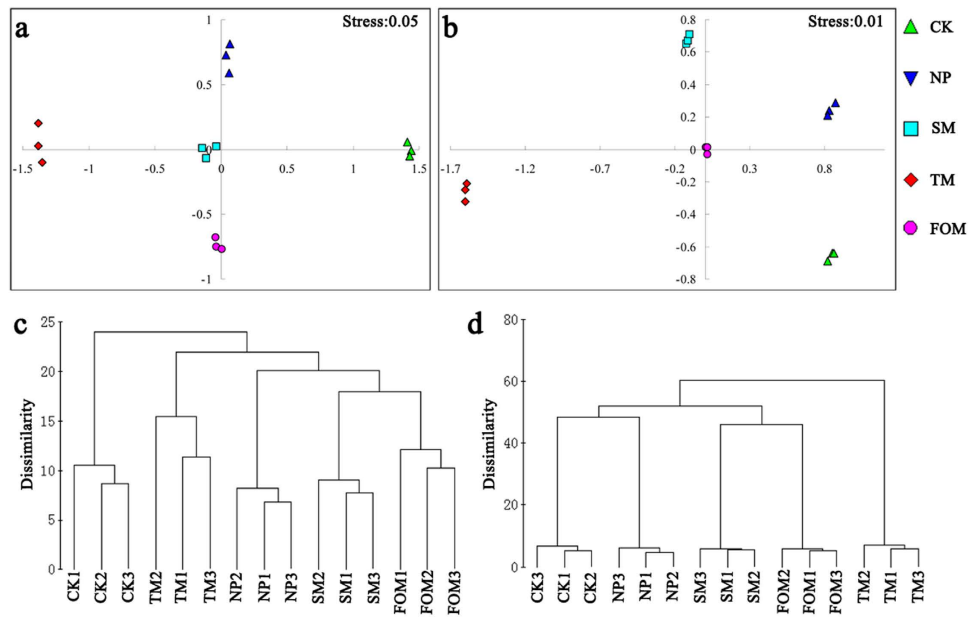 a
Stress:0.05
1
0.5
0
-0.5
-1
-1.5
-1
-0.5
0
0.5
1
1.5
b
Stress:0.01
0.8
0.6
0.4
0.2
0
-0.2
-0.4
-0.6
-0.8
-1.7
-1.2
-0.7
-0.2
0.3
0.8
CK
NP
SM
TM
FOM
c
Dissimilarity
25
20
15
10
5
0
CK1 CK2 CK3 TM2 TM1 TM3 NP2 NP1 NP3 SM2 SM1 SM3 FOM1 FOM2 FOM3
d
Dissimilarity
80
60
40
20
0
CK3 CK1 CK2 NP3 NP1 NP2 SM3 SM1 SM2 FOM2 FOM1 FOM3 TM2 TM1 TM3